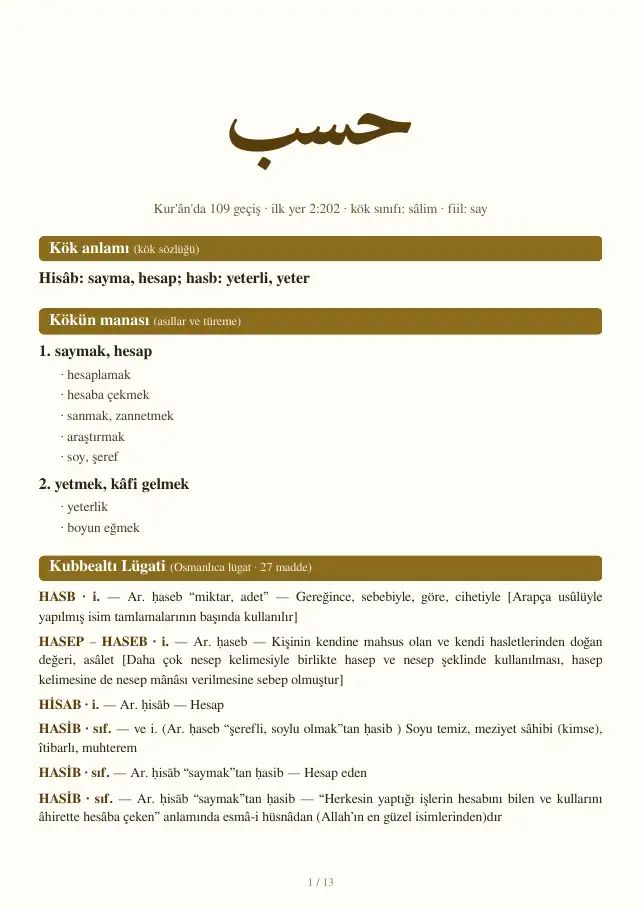 حسب
Kur'ân'da 109 geçiş · ilk yer 2:202 · kök sınıfı: sâlim · fiil: say
Kök anlamı (kök sözlüğü)
Hisâb: sayma, hesap; hasb: yeterli, yeter
Kökün manası (asıllar ve türeme)
1. saymak, hesap
· hesaplamak
· hesaba çekmek
· sanmak, zannetmek
· araştırmak
· soy, şeref
2. yetmek, kâfi gelmek
· yeterlik
· boyun eğmek
Kubbealtı Lügati (Osmanlıca lügat · 27 madde)
HASB · i. — Ar. ḥaseb “miktar, adet” — Gereğince, sebebiyle, göre, cihetiyle [Arapça usûlüyle
yapılmış isim tamlamalarının başında kullanılır]
HASEP – HASEB · i. — Ar. ḥaseb — Kişinin kendine mahsus olan ve kendi hasletlerinden doğan
değeri, asâlet [Daha çok nesep kelimesiyle birlikte hasep ve nesep şeklinde kullanılması, hasep
kelimesine de nesep mânâsı verilmesine sebep olmuştur]
HİSAB · i. — Ar. ḥisāb — Hesap
HASİB · sıf. — ve i. (Ar. ḥaseb “şerefli, soylu olmak”tan ḥasіb ) Soyu temiz, meziyet sâhibi (kimse),
îtibarlı, muhterem
HASİB · sıf. — Ar. ḥisāb “saymak”tan ḥasib — Hesap eden
HASİB · sıf. — Ar. ḥisāb “saymak”tan ḥasib — “Herkesin yaptığı işlerin hesabını bilen ve kullarını
âhirette hesâba çeken” anlamında esmâ-i hüsnâdan (Allah’ın en güzel isimlerinden)dır
1 / 13